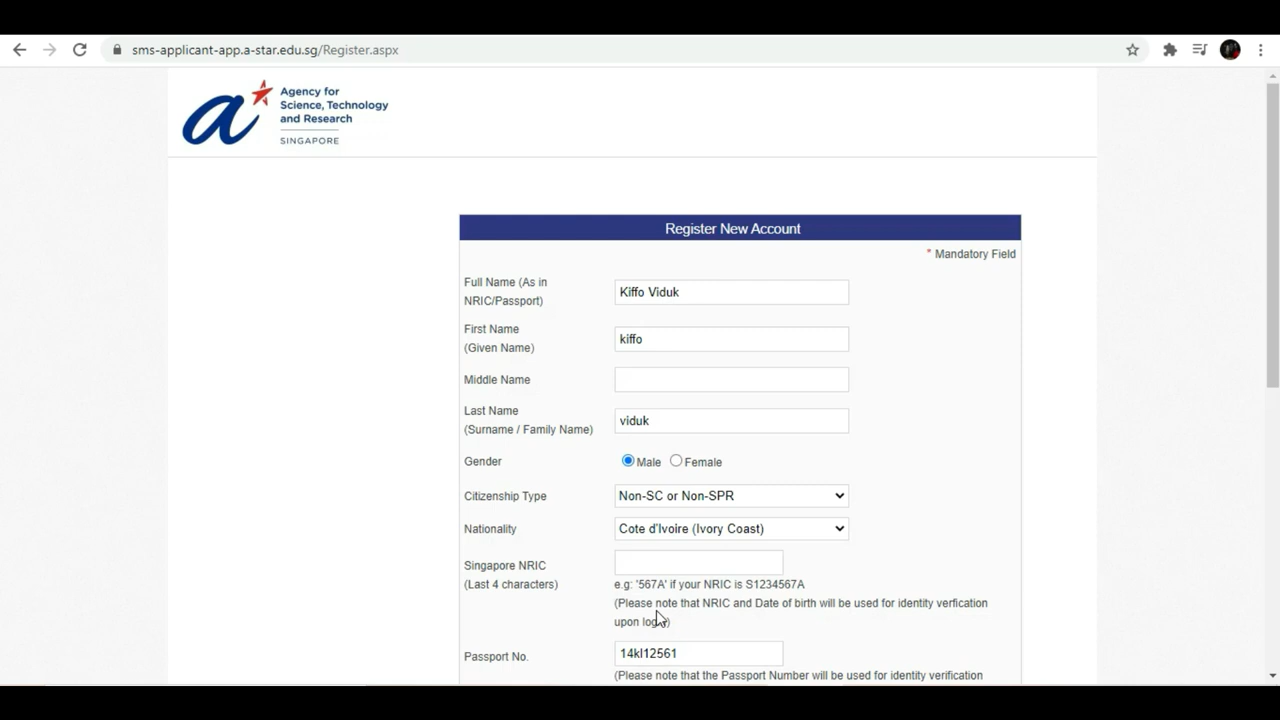 sms-applicant-app.a-star.edu.sg/Register.aspx
a
Agency for
Science, Technology
and Research
SINGAPORE
Register New Account
* Mandatory Field
Full Name (As in
NRIC/Passport)
Kiffo Viduk
First Name
(Given Name)
kiffo
Middle Name
Last Name
(Surname / Family Name)
viduk
Gender
Male Female
Citizenship Type
Non-SC or Non-SPR
Nationality
Cote d'Ivoire (Ivory Coast)
Singapore NRIC
(Last 4 characters)
e.g: '567A' if your NRIC is S1234567A
(Please note that NRIC and Date of birth will be used for identity verfication
upon
Passport No.
14kl12561
(Please note that the Passport Number will be used for identity verification